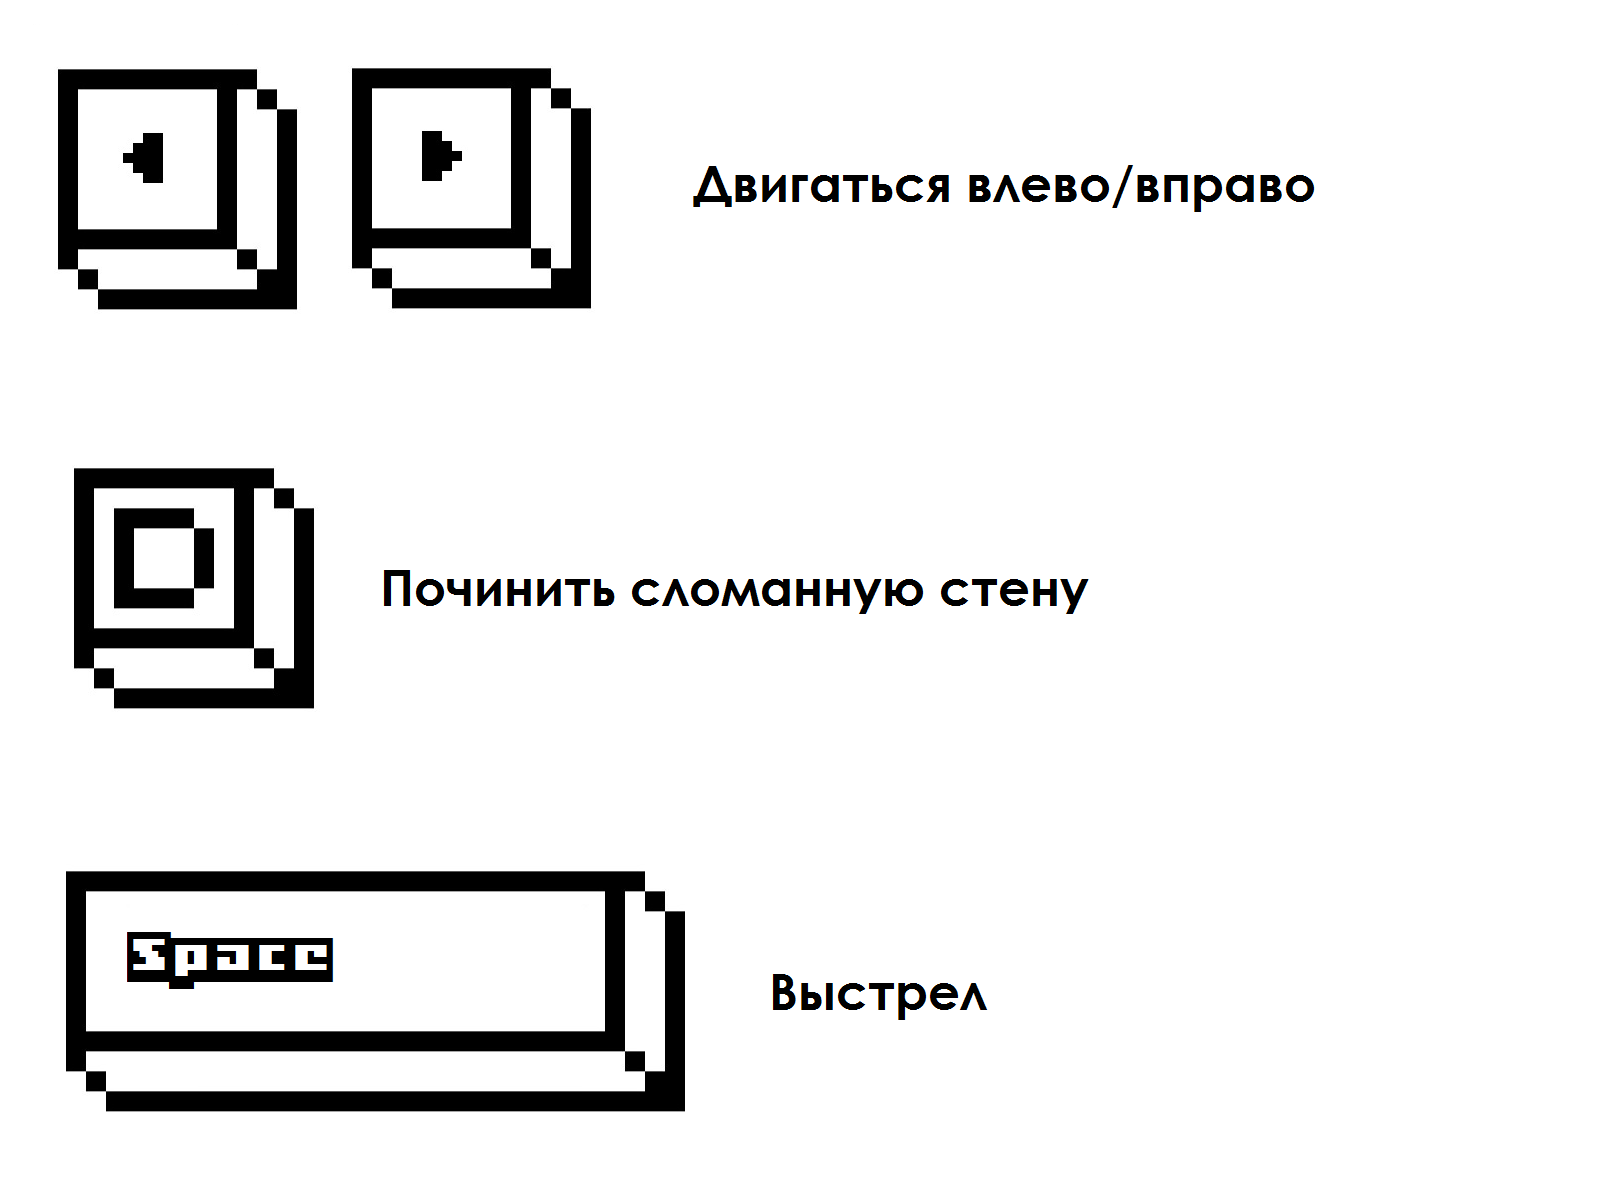 Двигаться влево/вправо
D
Починить сломанную стену
Space
Выстрел